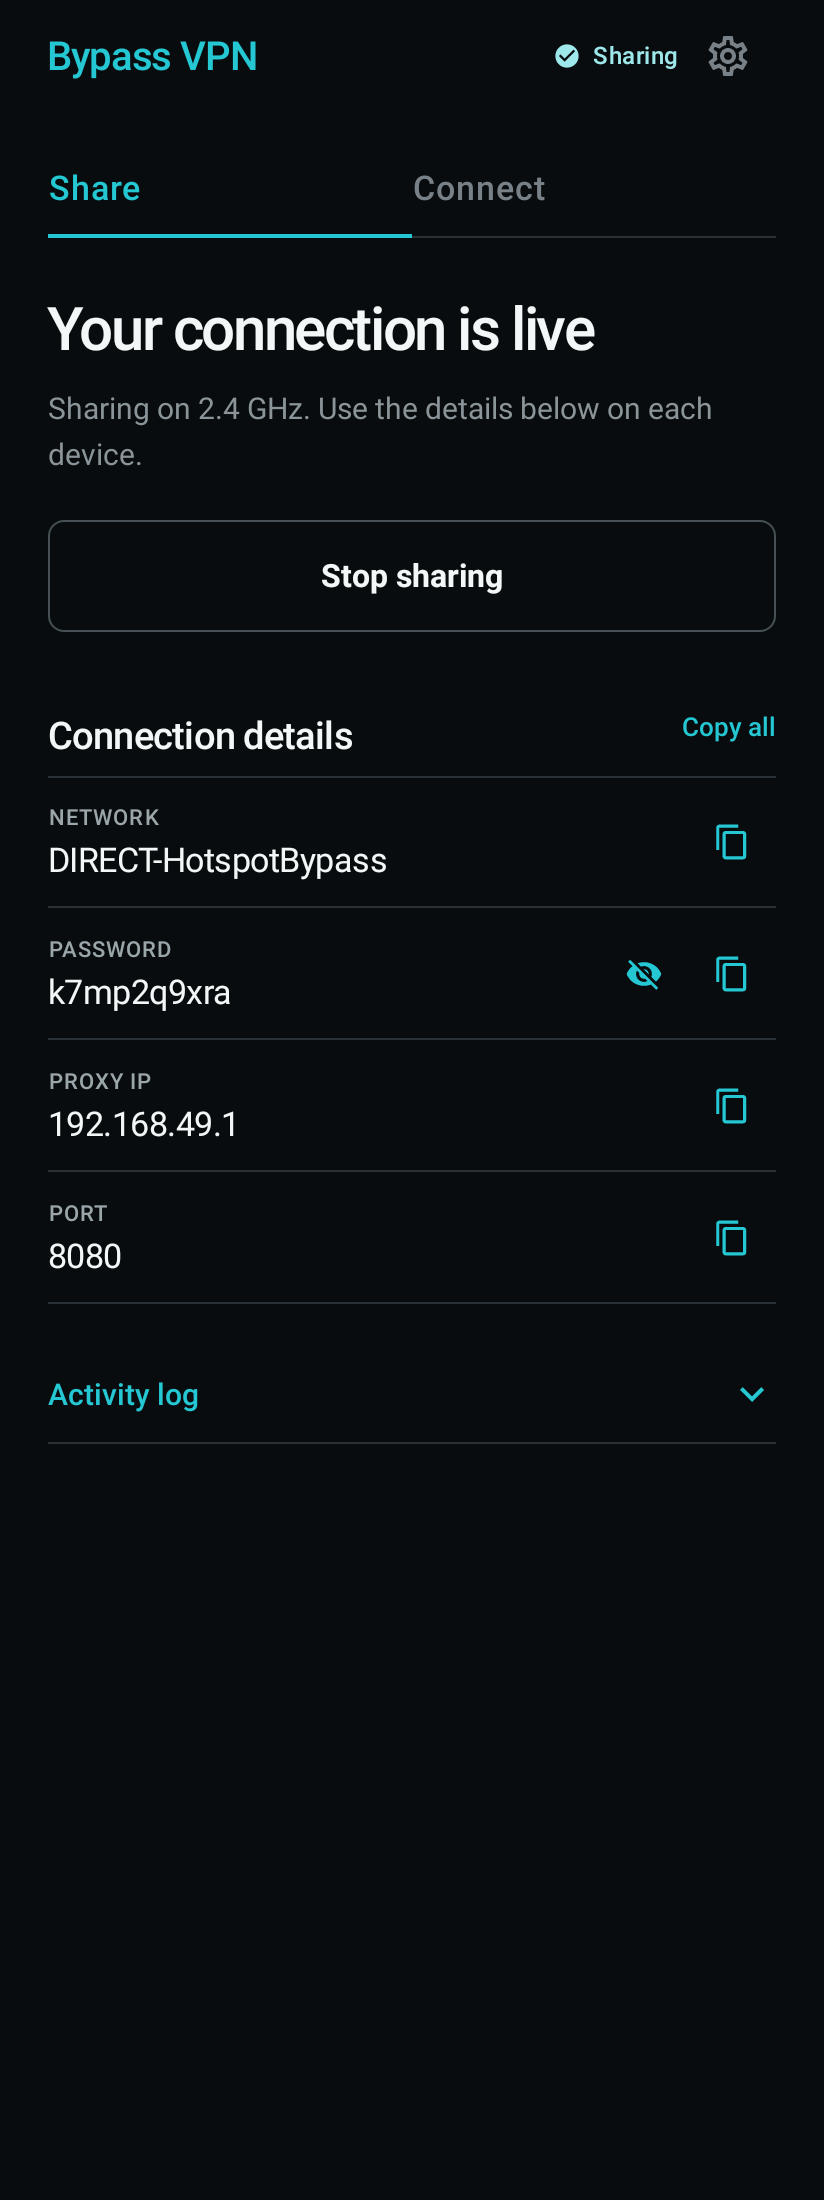 Bypass VPN
Sharing
Share
Connect
Your connection is live
Sharing on 2.4 GHz. Use the details below on each
device.
Stop sharing
Connection details
Copy all
NETWORK
DIRECT-HotspotBypass
PASSWORD
k7mp2q9xra
PROXY IP
192.168.49.1
PORT
8080
Activity log